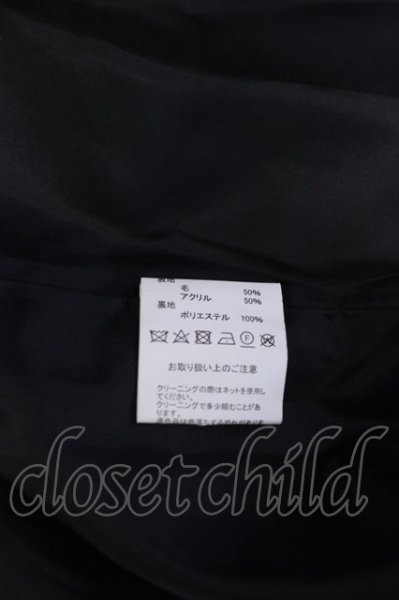 毛 50%
アクリル 50%
裏地
ポリエステル 100%
お取り扱い上のご注意
クリーニングの際はネットを使用し
てください。
クリーニングで多少縮むことがあ
ります。
closetchild